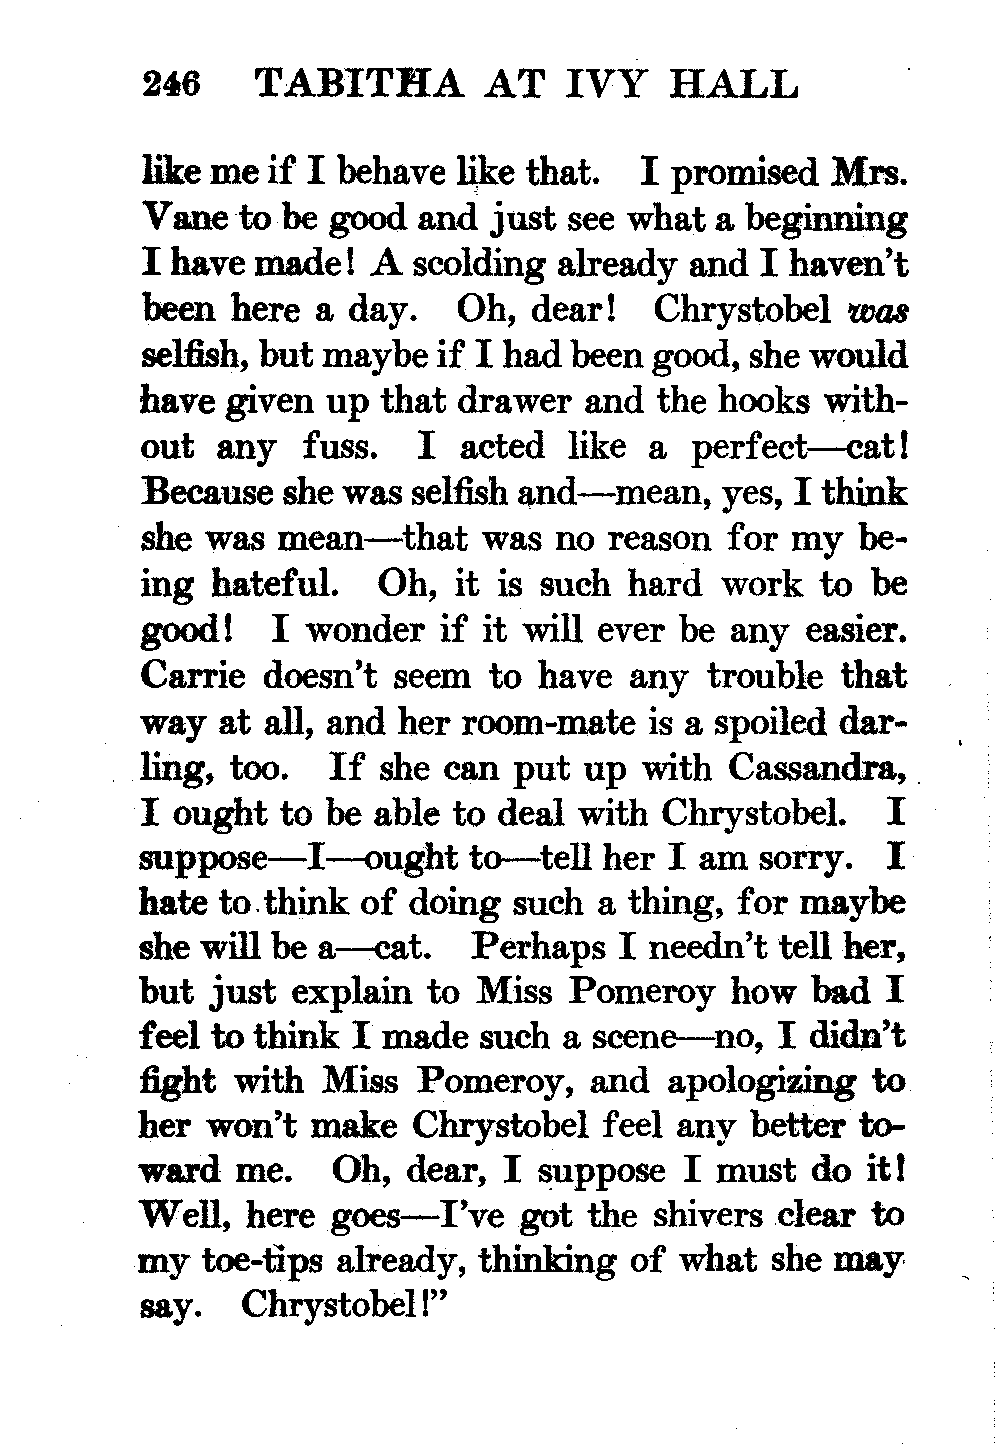 246 TABITHA AT IVY HALL
like me if I behave like that. I promised Mrs.
Vane to be good and just see what a beginning
I have made! A scolding already and I haven't
been here a day. Oh, dear! Chrystobel was
selfish, but maybe if I had been good, she would
have given up that drawer and the hooks with-
out any fuss. I acted like a perfect—cat!
Because she was selfish and—mean, yes, I think
she was mean—that was no reason for my be-
ing hateful. Oh, it is such hard work to be
good! I wonder if it will ever be any easier.
Carrie doesn't seem to have any trouble that
way at all, and her room-mate is a spoiled dar-
ling, too. If she can put up with Cassandra,
I ought to be able to deal with Chrystobel. I
suppose—I—ought to—tell her I am sorry. I
hate to think of doing such a thing, for maybe
she will be a—cat. Perhaps I needn't tell her,
but just explain to Miss Pomeroy how bad I
feel to think I made such a scene—no, I didn't
fight with Miss Pomeroy, and apologizing to
her won't make Chrystobel feel any better to-
ward me. Oh, dear, I suppose I must do it!
Well, here goes—I've got the shivers clear to
my toe-tips already, thinking of what she may
say. Chrystobel!"